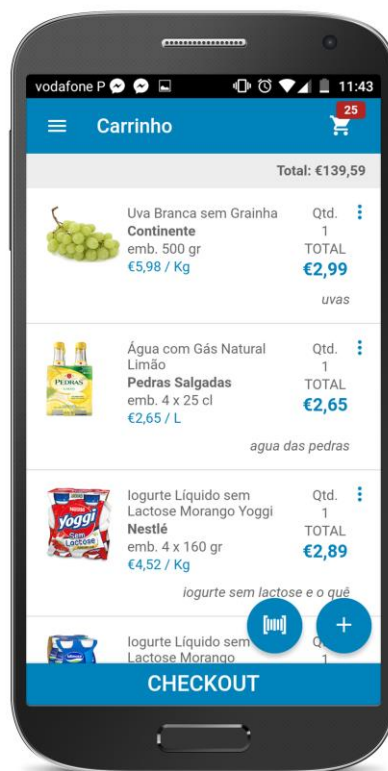 vodafone P 11:43
Carrinho 25
Total: €139,59
Uva Branca sem Grainha Qtd.
Continente 1
emb. 500 gr TOTAL
€5,98 / Kg €2,99
uvas
Água com Gás Natural Qtd.
Limão 1
Pedras Salgadas TOTAL
emb. 4 x 25 cl €2,65
€2,65 / L
PEDRAS
agua das pedras
Iogurte Líquido sem Qtd.
Lactose Morango Yoggi 1
Nestlé TOTAL
emb. 4 x 160 gr €2,89
€4,52 / Kg
yoggi
Sem
Lactose
iogurte sem lactose e o quê
Iogurte Líquido sem
Lactose Morango 1
+
CHECKOUT